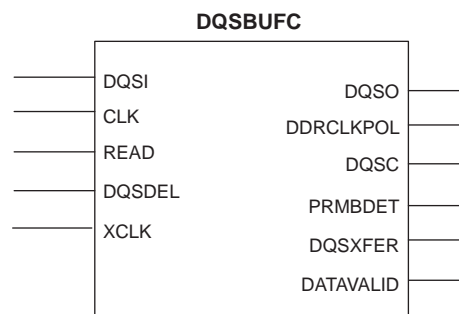 DQSBUFC
DQSI
CLK
READ
DQSDEL
XCLK
DQSO
DDRCLKPOL
DQSC
PRMBDET
DQSXFER
DATAVALID